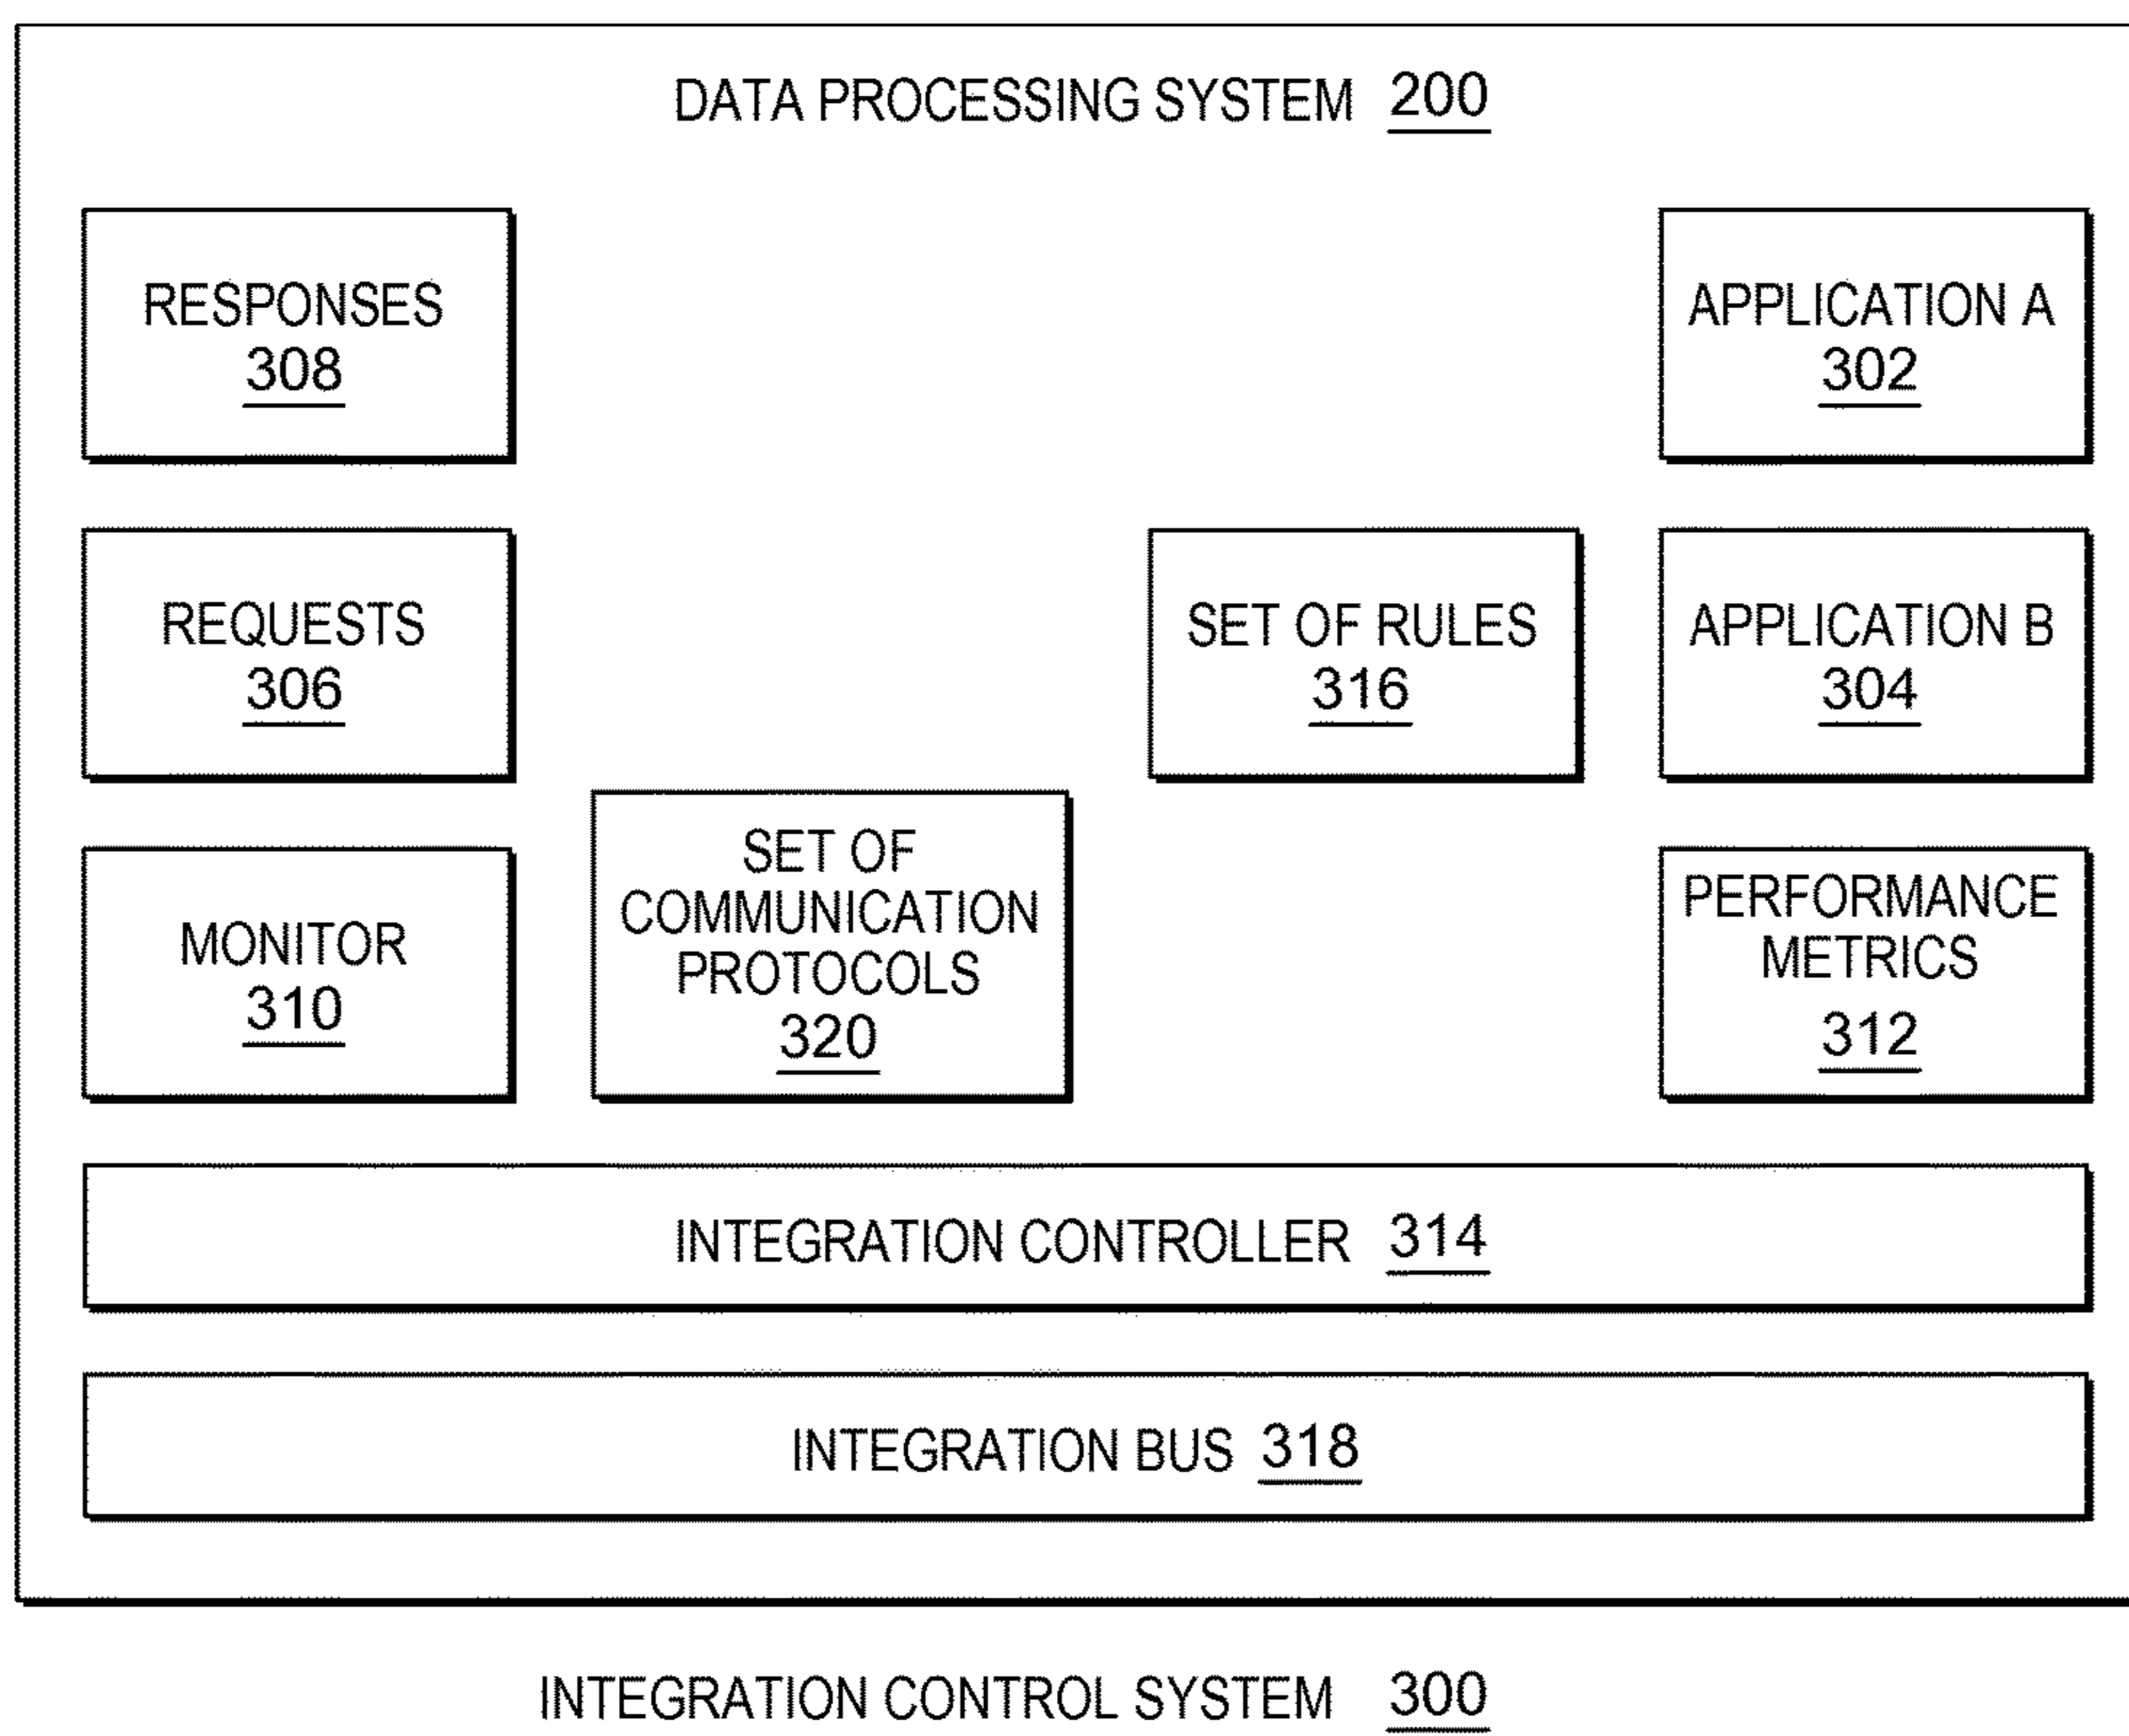 DATA PROCESSING SYSTEM 200
RESPONSES
308
APPLICATION A
302
REQUESTS
306
SET OF RULES
316
APPLICATION B
304
MONITOR
310
SET OF
COMMUNICATION
PROTOCOLS
320
PERFORMANCE
METRICS
312
INTEGRATION CONTROLLER 314
INTEGRATION BUS 318
INTEGRATION CONTROL SYSTEM 300